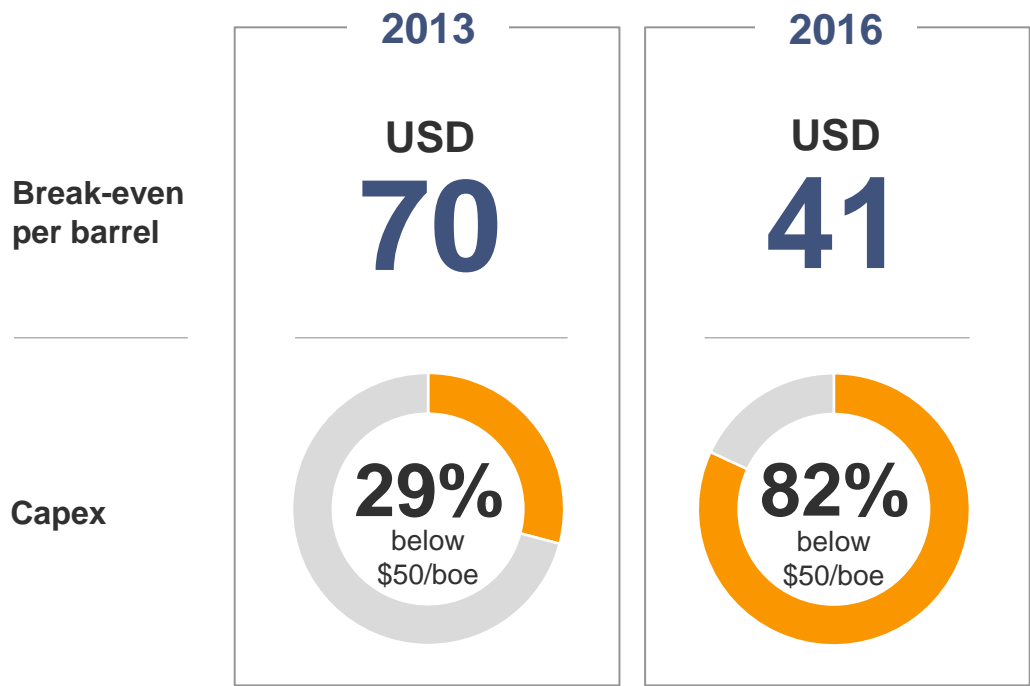 2013
2016
Break-even
per barrel
USD
70
USD
41
Capex
29%
below
$50/boe
82%
below
$50/boe